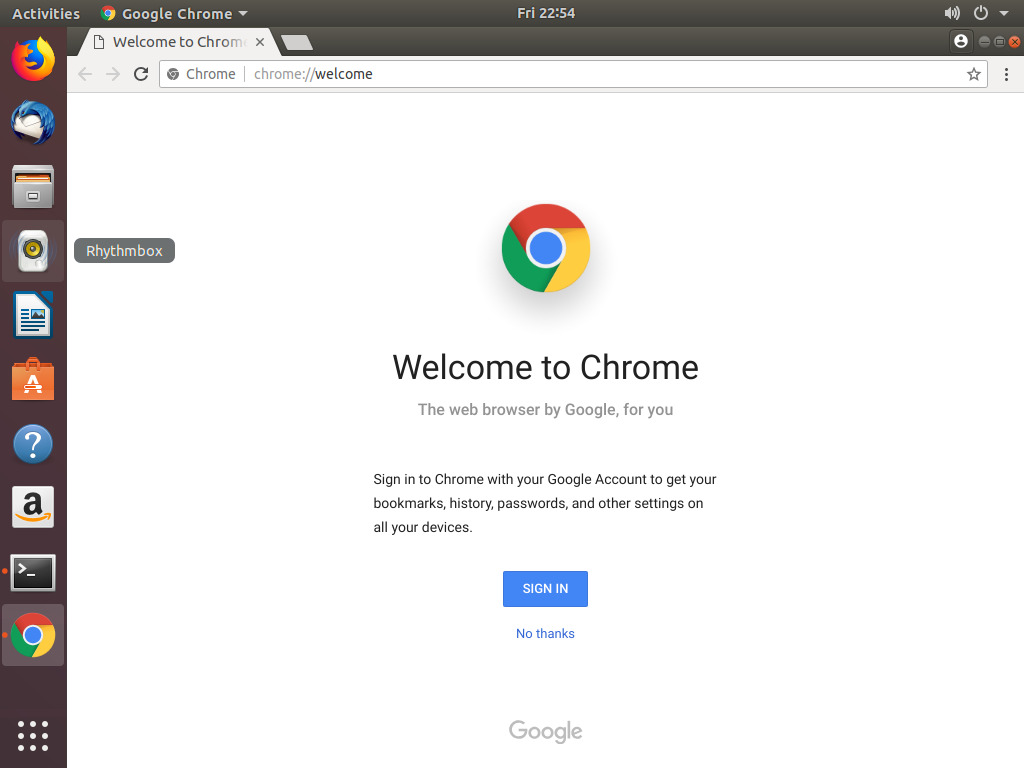 Activities Google Chrome Fri 22:54
Welcome to Chrom
Chrome chrome://welcome
Rhythmbox
Welcome to Chrome
The web browser by Google, for you
Sign in to Chrome with your Google Account to get your
bookmarks, history, passwords, and other settings on
all your devices.
SIGN IN
No thanks
Google